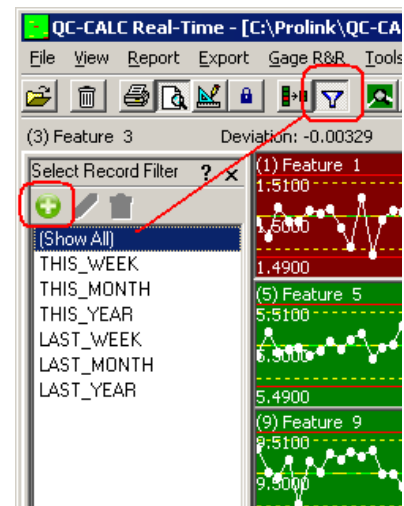 QC-CALC Real-Time - [C:\Prolink\QC-CA
File View Report Export Gage R&R Tools
(3) Feature 3 Deviation: -0.00329
Select Record Filter ? x
(Show All)
THIS_WEEK
THIS_MONTH
THIS_YEAR
LAST_WEEK
LAST_MONTH
LAST_YEAR
(1) Feature 1
1.5100
1.5000
1.4900
(5) Feature 5
5.5100
5.5000
5.4900
(9) Feature 9
9.5100
9.5000